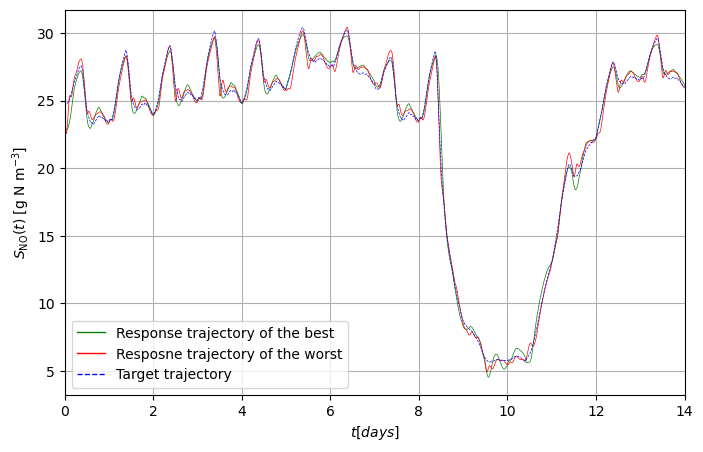 30
25
20
15
10
5
s_NO(t) [g N m^−3]
Response trajectory of the best
Resposne trajectory of the worst
Target trajectory
0 2 4 6 8 10 12 14
t[days]